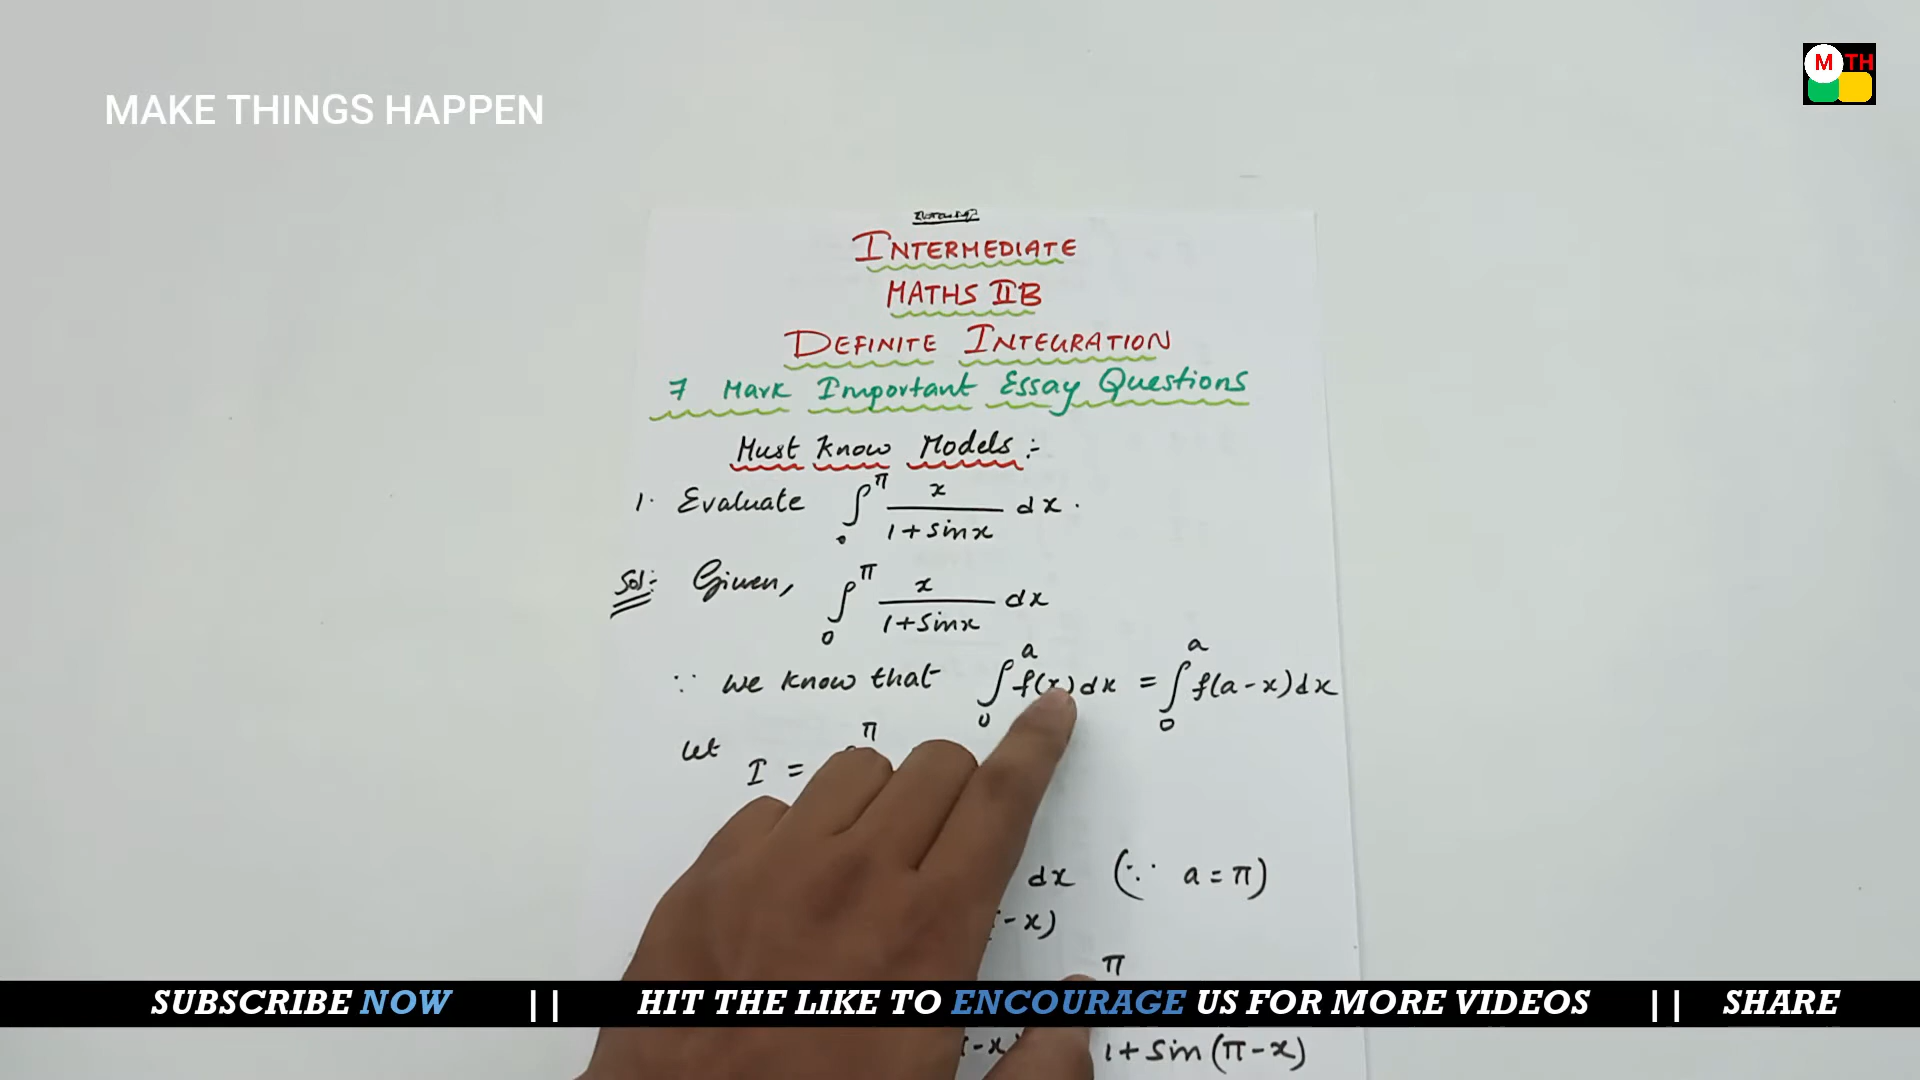 MAKE THINGS HAPPEN
M TH
INTERMEDIATE
MATHS IIB
DEFINITE INTEGRATION
7 Mark Important Essay Questions
Must Know Models :-
1. Evaluate ∫₀^π x/(1+sinx) dx.
Sol:- Given, ∫₀^π x/(1+sinx) dx
∵ we know that ∫₀^a f(x)dx = ∫₀^a f(a-x)dx
let
π
I =
dx (∵ a=π)
-x)
π
-x) 1+sin(π-x)
SUBSCRIBE NOW || HIT THE LIKE TO ENCOURAGE US FOR MORE VIDEOS || SHARE